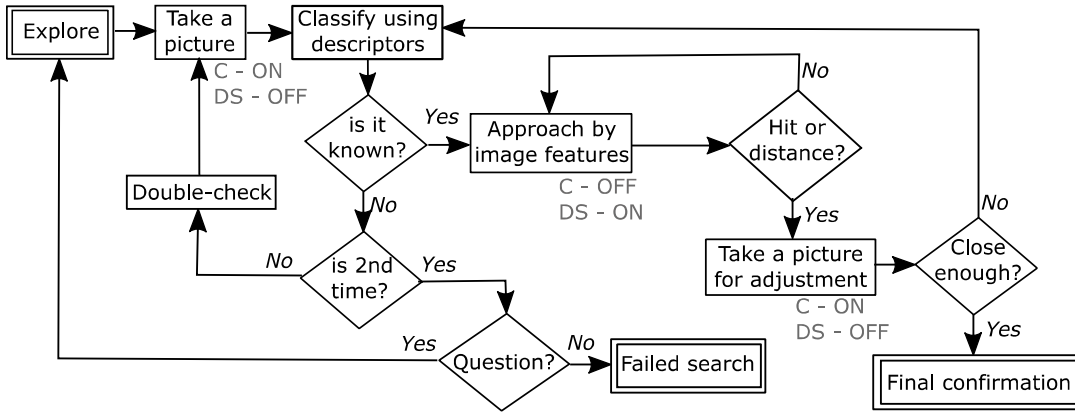 Explore
Take a
picture
C - ON
DS - OFF
Classify using
descriptors
is it
known?
Yes
No
Approach by
image features
C - OFF
DS - ON
No
Hit or
distance?
Yes
Double-check
No
is 2nd
time?
Yes
Take a picture
for adjustment
C - ON
DS - OFF
No
Close
enough?
Yes
Yes
Question?
No
Failed search
Final confirmation